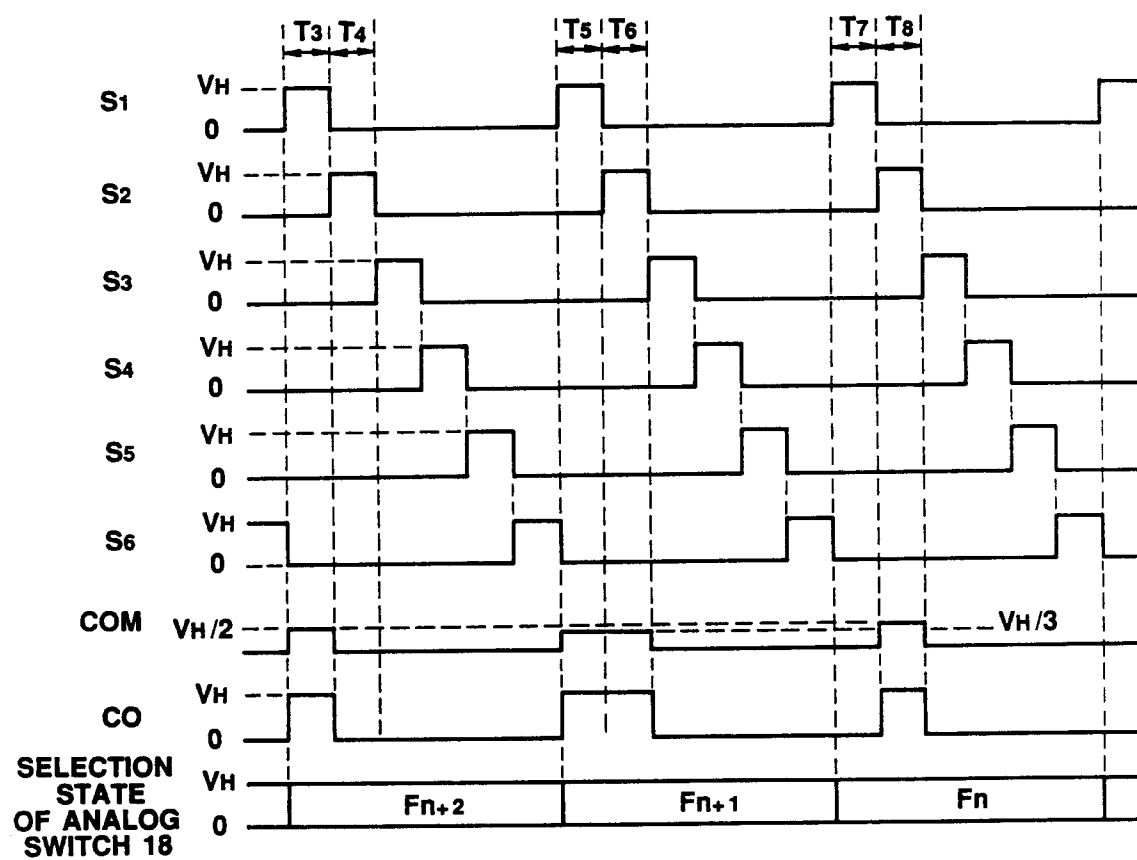 T3 T4 T5 T6 T7 T8
S1 VH
0
S2 VH
0
S3 VH
0
S4 VH
0
S5 VH
0
S6 VH
0
COM VH/2 VH/3
CO VH
0
SELECTION
STATE
OF ANALOG
SWITCH 18
VH
0
Fn+2 Fn+1 Fn